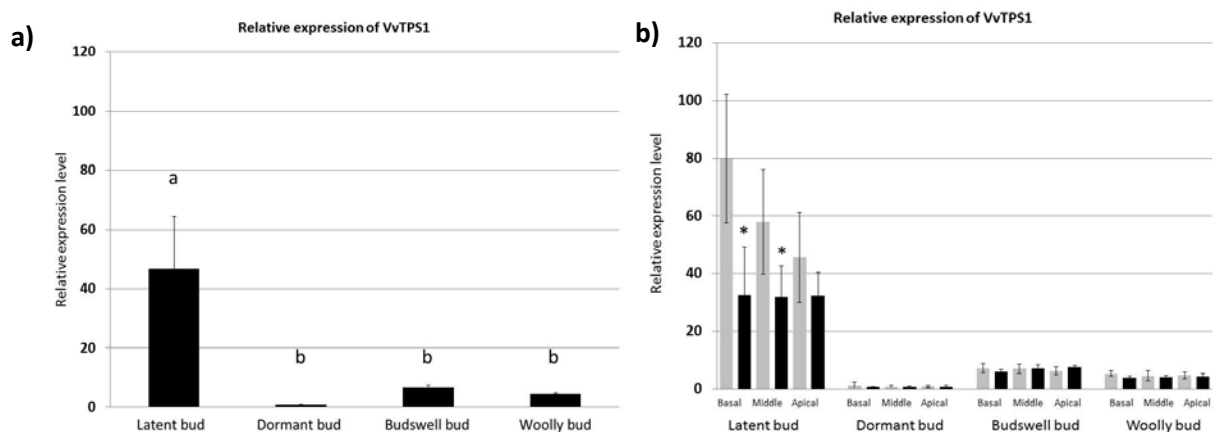 a)
Relative expression of VvTPS1
Relative expression level
120
100
80
60
40
20
0
a
b
b
b
Latent bud
Dormant bud
Budswell bud
Woolly bud
b)
Relative expression of VvTPS1
Relative expression level
120
100
80
60
40
20
0
*
*
Basal Middle Apical Basal Middle Apical Basal Middle Apical Basal Middle Apical
Latent bud Dormant bud Budswell bud Woolly bud